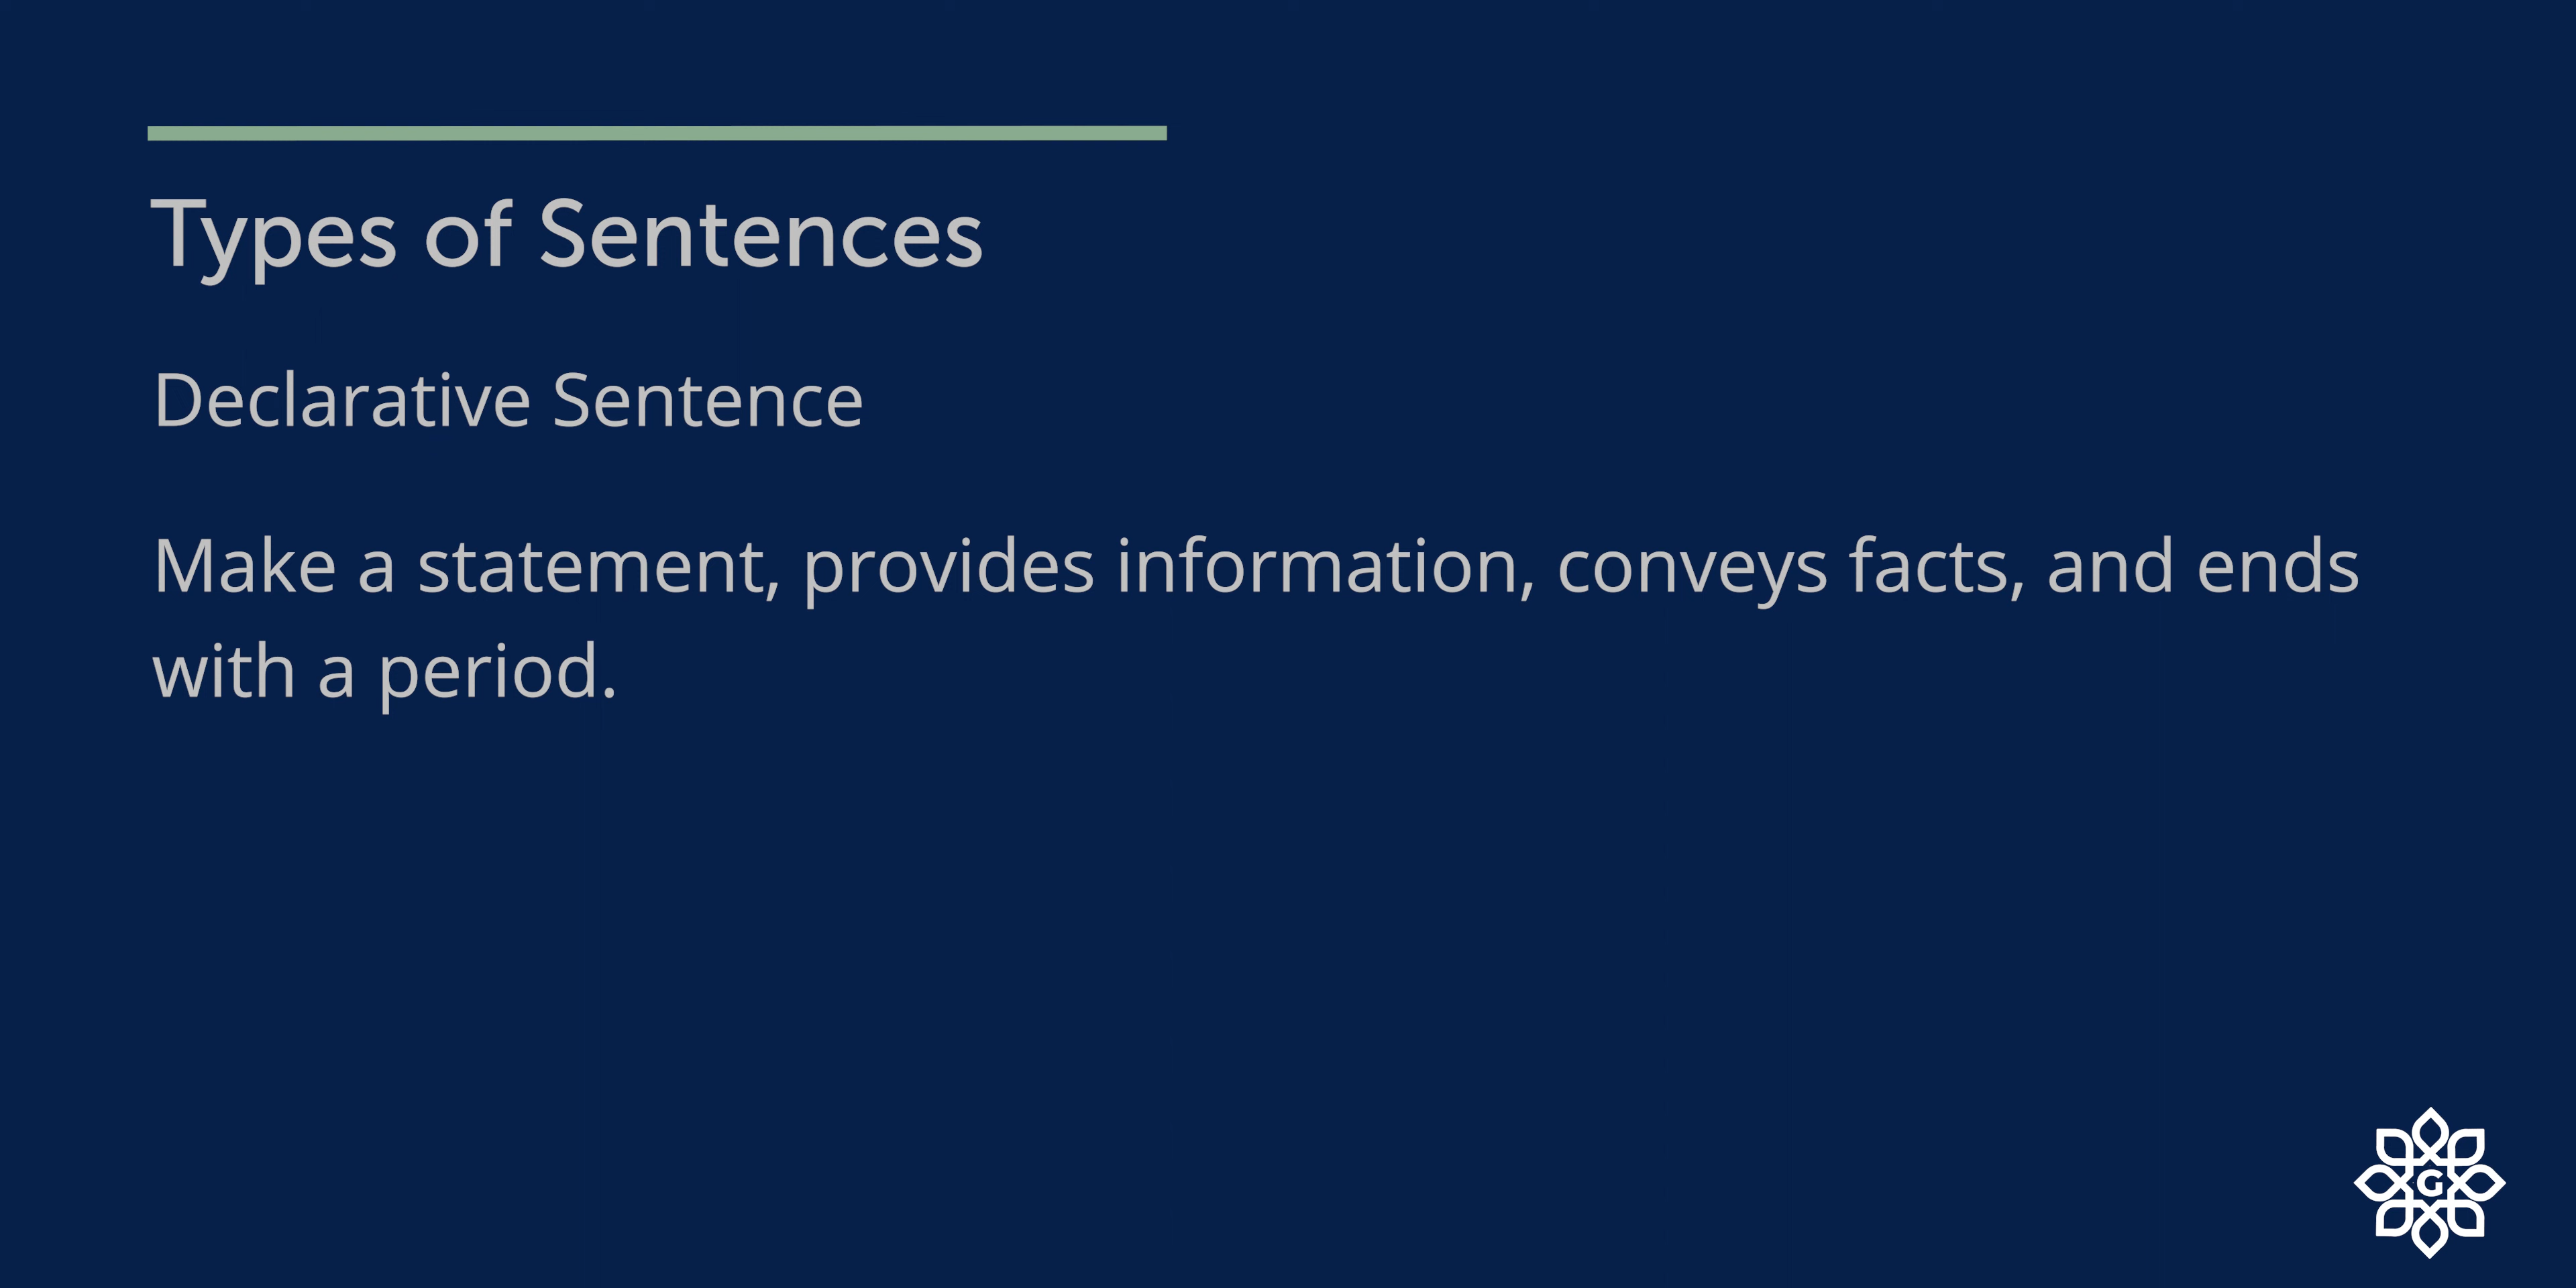 Types of Sentences
Declarative Sentence
Make a statement, provides information, conveys facts, and ends
with a period.
G